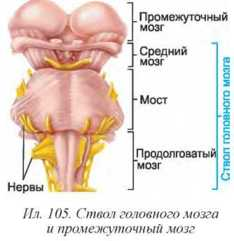 Промежуточный
мозг
Средний
мозг
Мост
Продолговатый
мозг
Ствол головного мозга
Нервы
Ил. 105. Ствол головного мозга
и промежуточный мозг